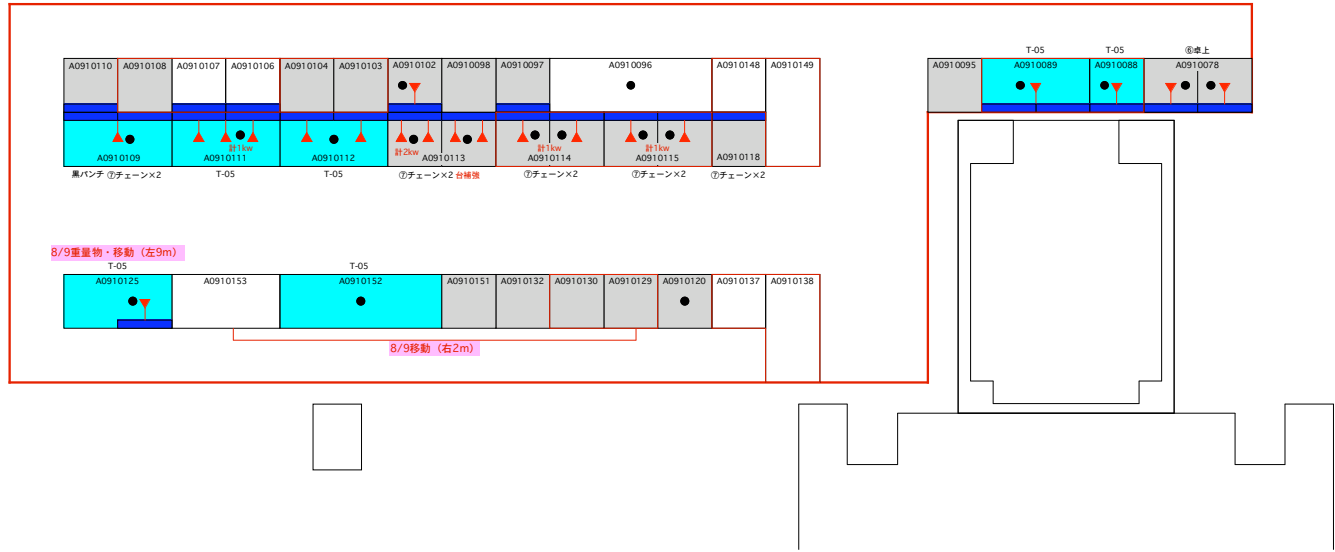 T-05 T-05 ⑥卓上
A0910110 A0910108 A0910107 A0910106 A0910104 A0910103 A0910102 A0910098 A0910097 A0910096 A0910148 A0910149 A0910095 A0910089 A0910088 A0910078
計1kw 計1kw 計1kw
計2kw
A0910109 A0910111 A0910112 A0910113 A0910114 A0910115 A0910118
黒パンチ ⑦チェーン×2 T-05 T-05 ⑦チェーン×2 台補強 ⑦チェーン×2 ⑦チェーン×2 ⑦チェーン×2
8/9重量物・移動（左9m）
T-05 T-05
A0910125 A0910153 A0910152 A0910151 A0910132 A0910130 A0910129 A0910120 A0910137 A0910138
8/9移動（右2m）